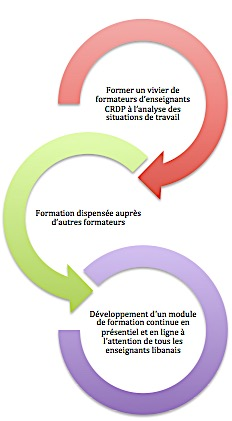 Former un vivier de
formateurs d'enseignants
CRDP à l'analyse des
situations de travail
Formation dispensée auprès
d'autres formateurs
Développement d'un module
de formation continue en
présentiel et en ligne à
l'attention de tous les
enseignants libanais